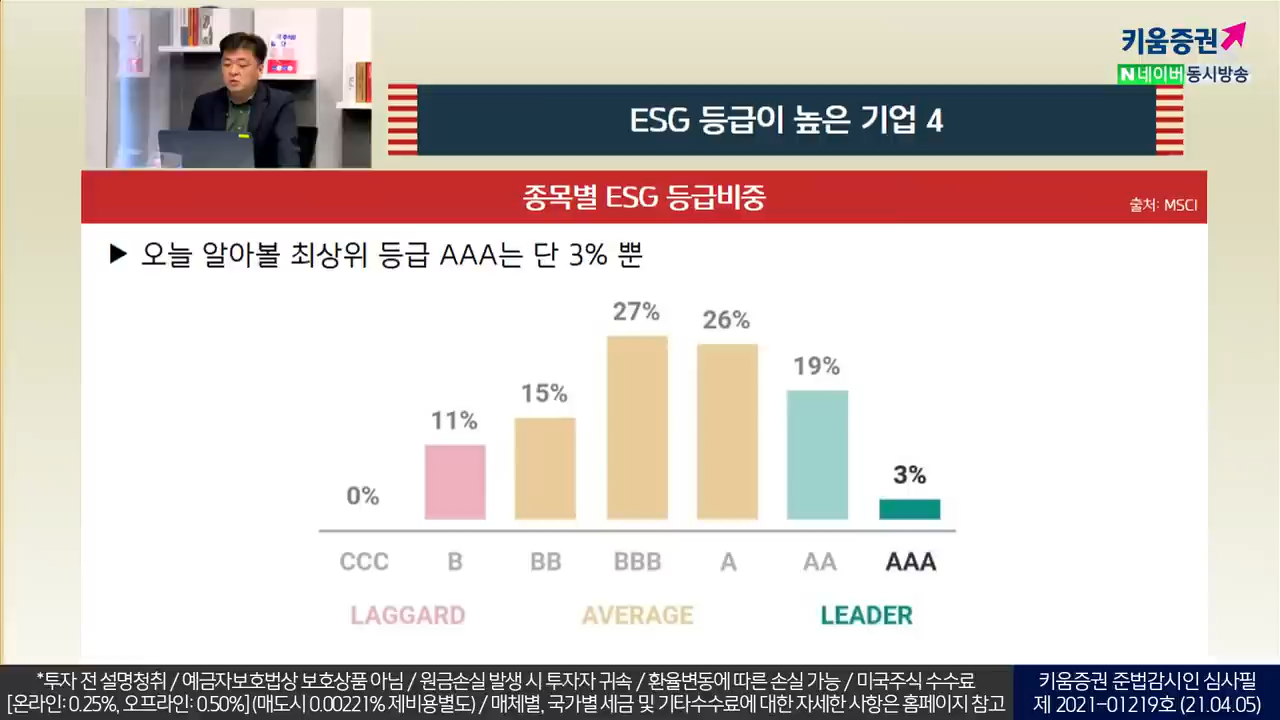 키움증권
N 네이버 동시방송
ESG 등급이 높은 기업 4
종목별 ESG 등급비중
출처: MSCI
▶ 오늘 알아볼 최상위 등급 AAA는 단 3% 뿐
0%
11%
15%
27%
26%
19%
3%
CCC B BB BBB A AA AAA
LAGGARD AVERAGE LEADER
*투자 전 설명청취 / 예금자보호법상 보호상품 아님 / 원금손실 발생 시 투자자 귀속 / 환율변동에 따른 손실 가능 / 미국주식 수수료
[온라인: 0.25%, 오프라인: 0.50%] (매도시 0.00221% 제비용별도) / 매체별, 국가별 세금 및 기타수수료에 대한 자세한 사항은 홈페이지 참고
키움증권 준법감시인 심사필
제 2021-01219호 (21.04.05)